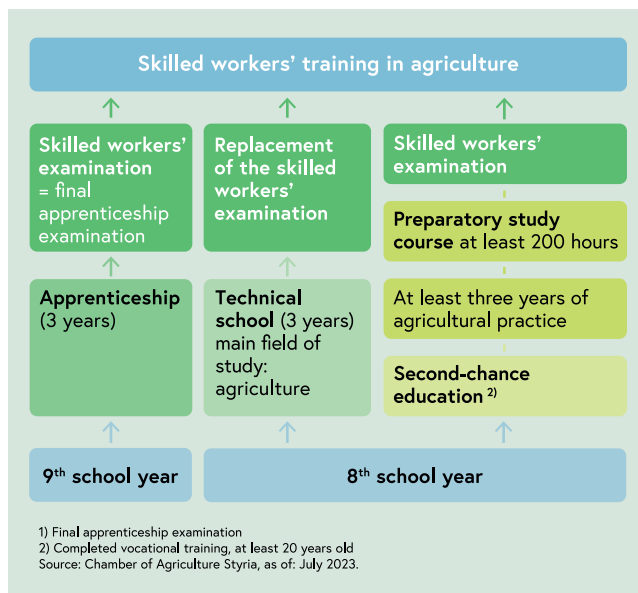 Skilled workers' training in agriculture
Skilled workers'
examination
= final
apprenticeship
examination
Replacement
of the skilled
workers'
examination
Skilled workers'
examination
Preparatory study
course at least 200 hours
Apprenticeship
(3 years)
Technical
school (3 years)
main field of
study:
agriculture
At least three years of
agricultural practice
Second-chance
education 2)
9th school year
8th school year
1) Final apprenticeship examination
2) Completed vocational training, at least 20 years old
Source: Chamber of Agriculture Styria, as of: July 2023.